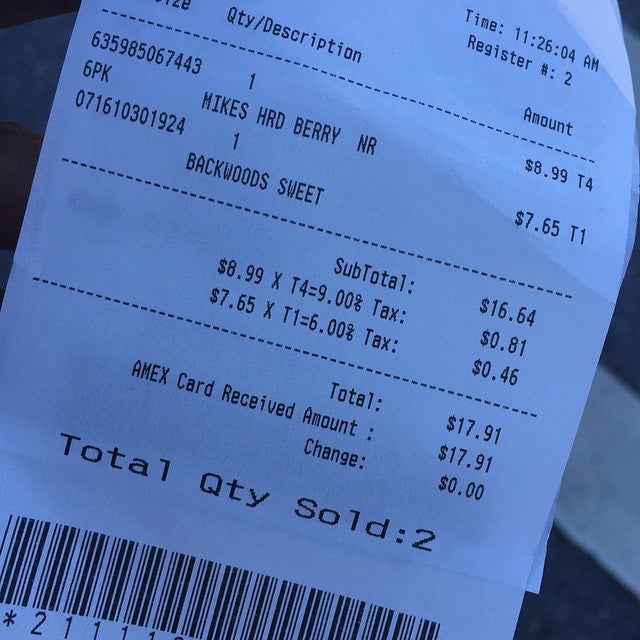 Time: 11:26:04 AM
Register #: 2
Qty/Description
Amount
635985067443 1 $8.99 T4
6PK MIKES HRD BERRY NR
071610301924 1 $7.65 T1
BACKWOODS SWEET
SubTotal: $16.64
$8.99 X T4=9.00% Tax: $0.81
$7.65 X T1=6.00% Tax: $0.46
Total: $17.91
AMEX Card Received Amount : $17.91
Change: $0.00
Total Qty Sold:2